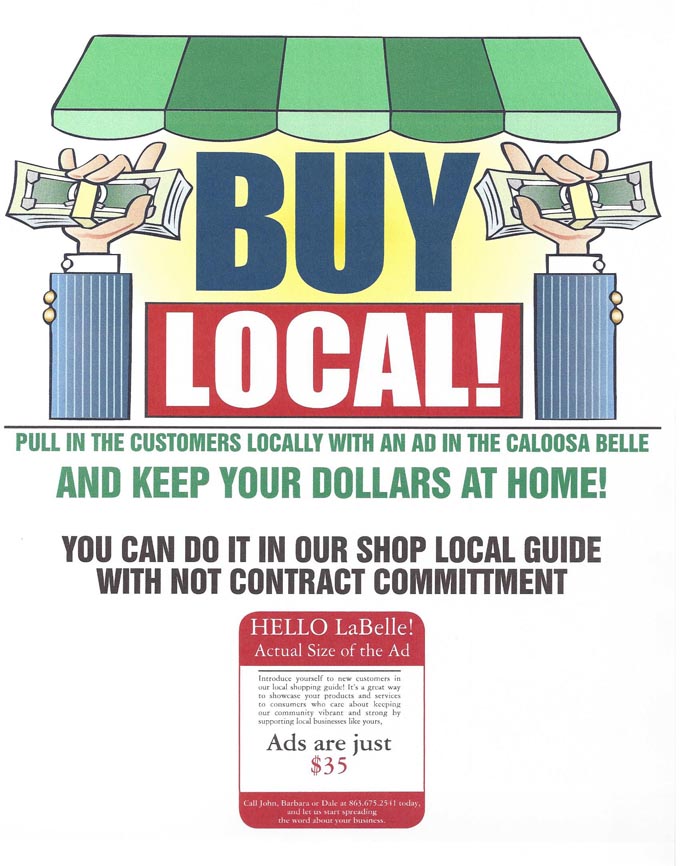 BUY
LOCAL!
PULL IN THE CUSTOMERS LOCALLY WITH AN AD IN THE CALOOSA BELLE
AND KEEP YOUR DOLLARS AT HOME!
YOU CAN DO IT IN OUR SHOP LOCAL GUIDE
WITH NOT CONTRACT COMMITTMENT
HELLO LaBelle!
Actual Size of the Ad
Introduce yourself to new customers in
our local shopping guide! It's a great way
to showcase your products and services
to consumers who care about keeping
our community vibrant and strong by
supporting local businesses like yours,
Ads are just
$35
Call John, Barbara or Dale at 863.675.2541 today,
and let us start spreading
the word about your business.